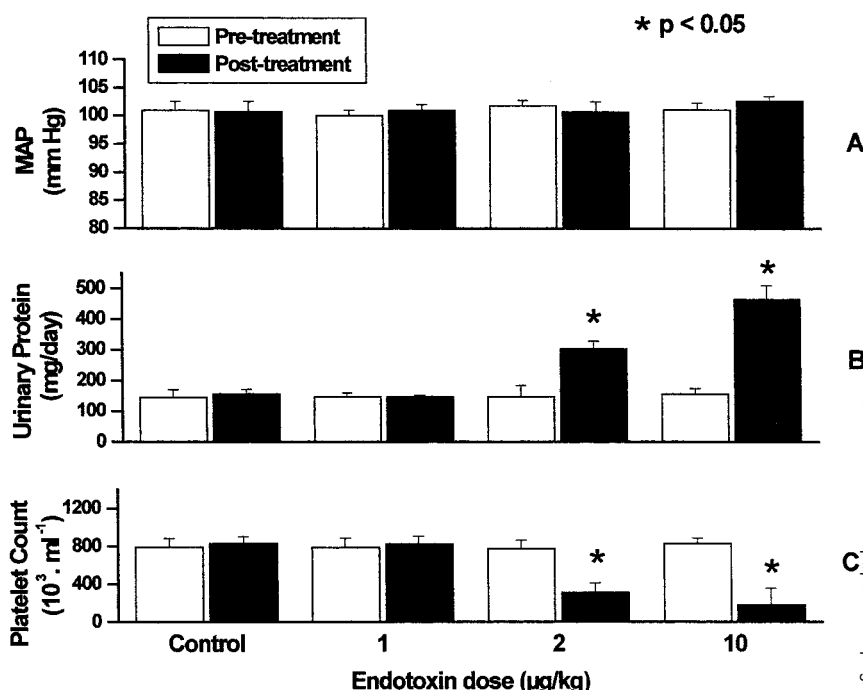 * p < 0.05
Pre-treatment
Post-treatment
110
105
100
95
90
85
80
MAP
(mm Hg)
A
*
*
500
400
300
200
100
0
Urinary Protein
(mg/day)
B
1200
800
400
0
Platelet Count
(10³ . ml⁻¹)
*
*
C
Control 1 2 10
Endotoxin dose (µg/kg)